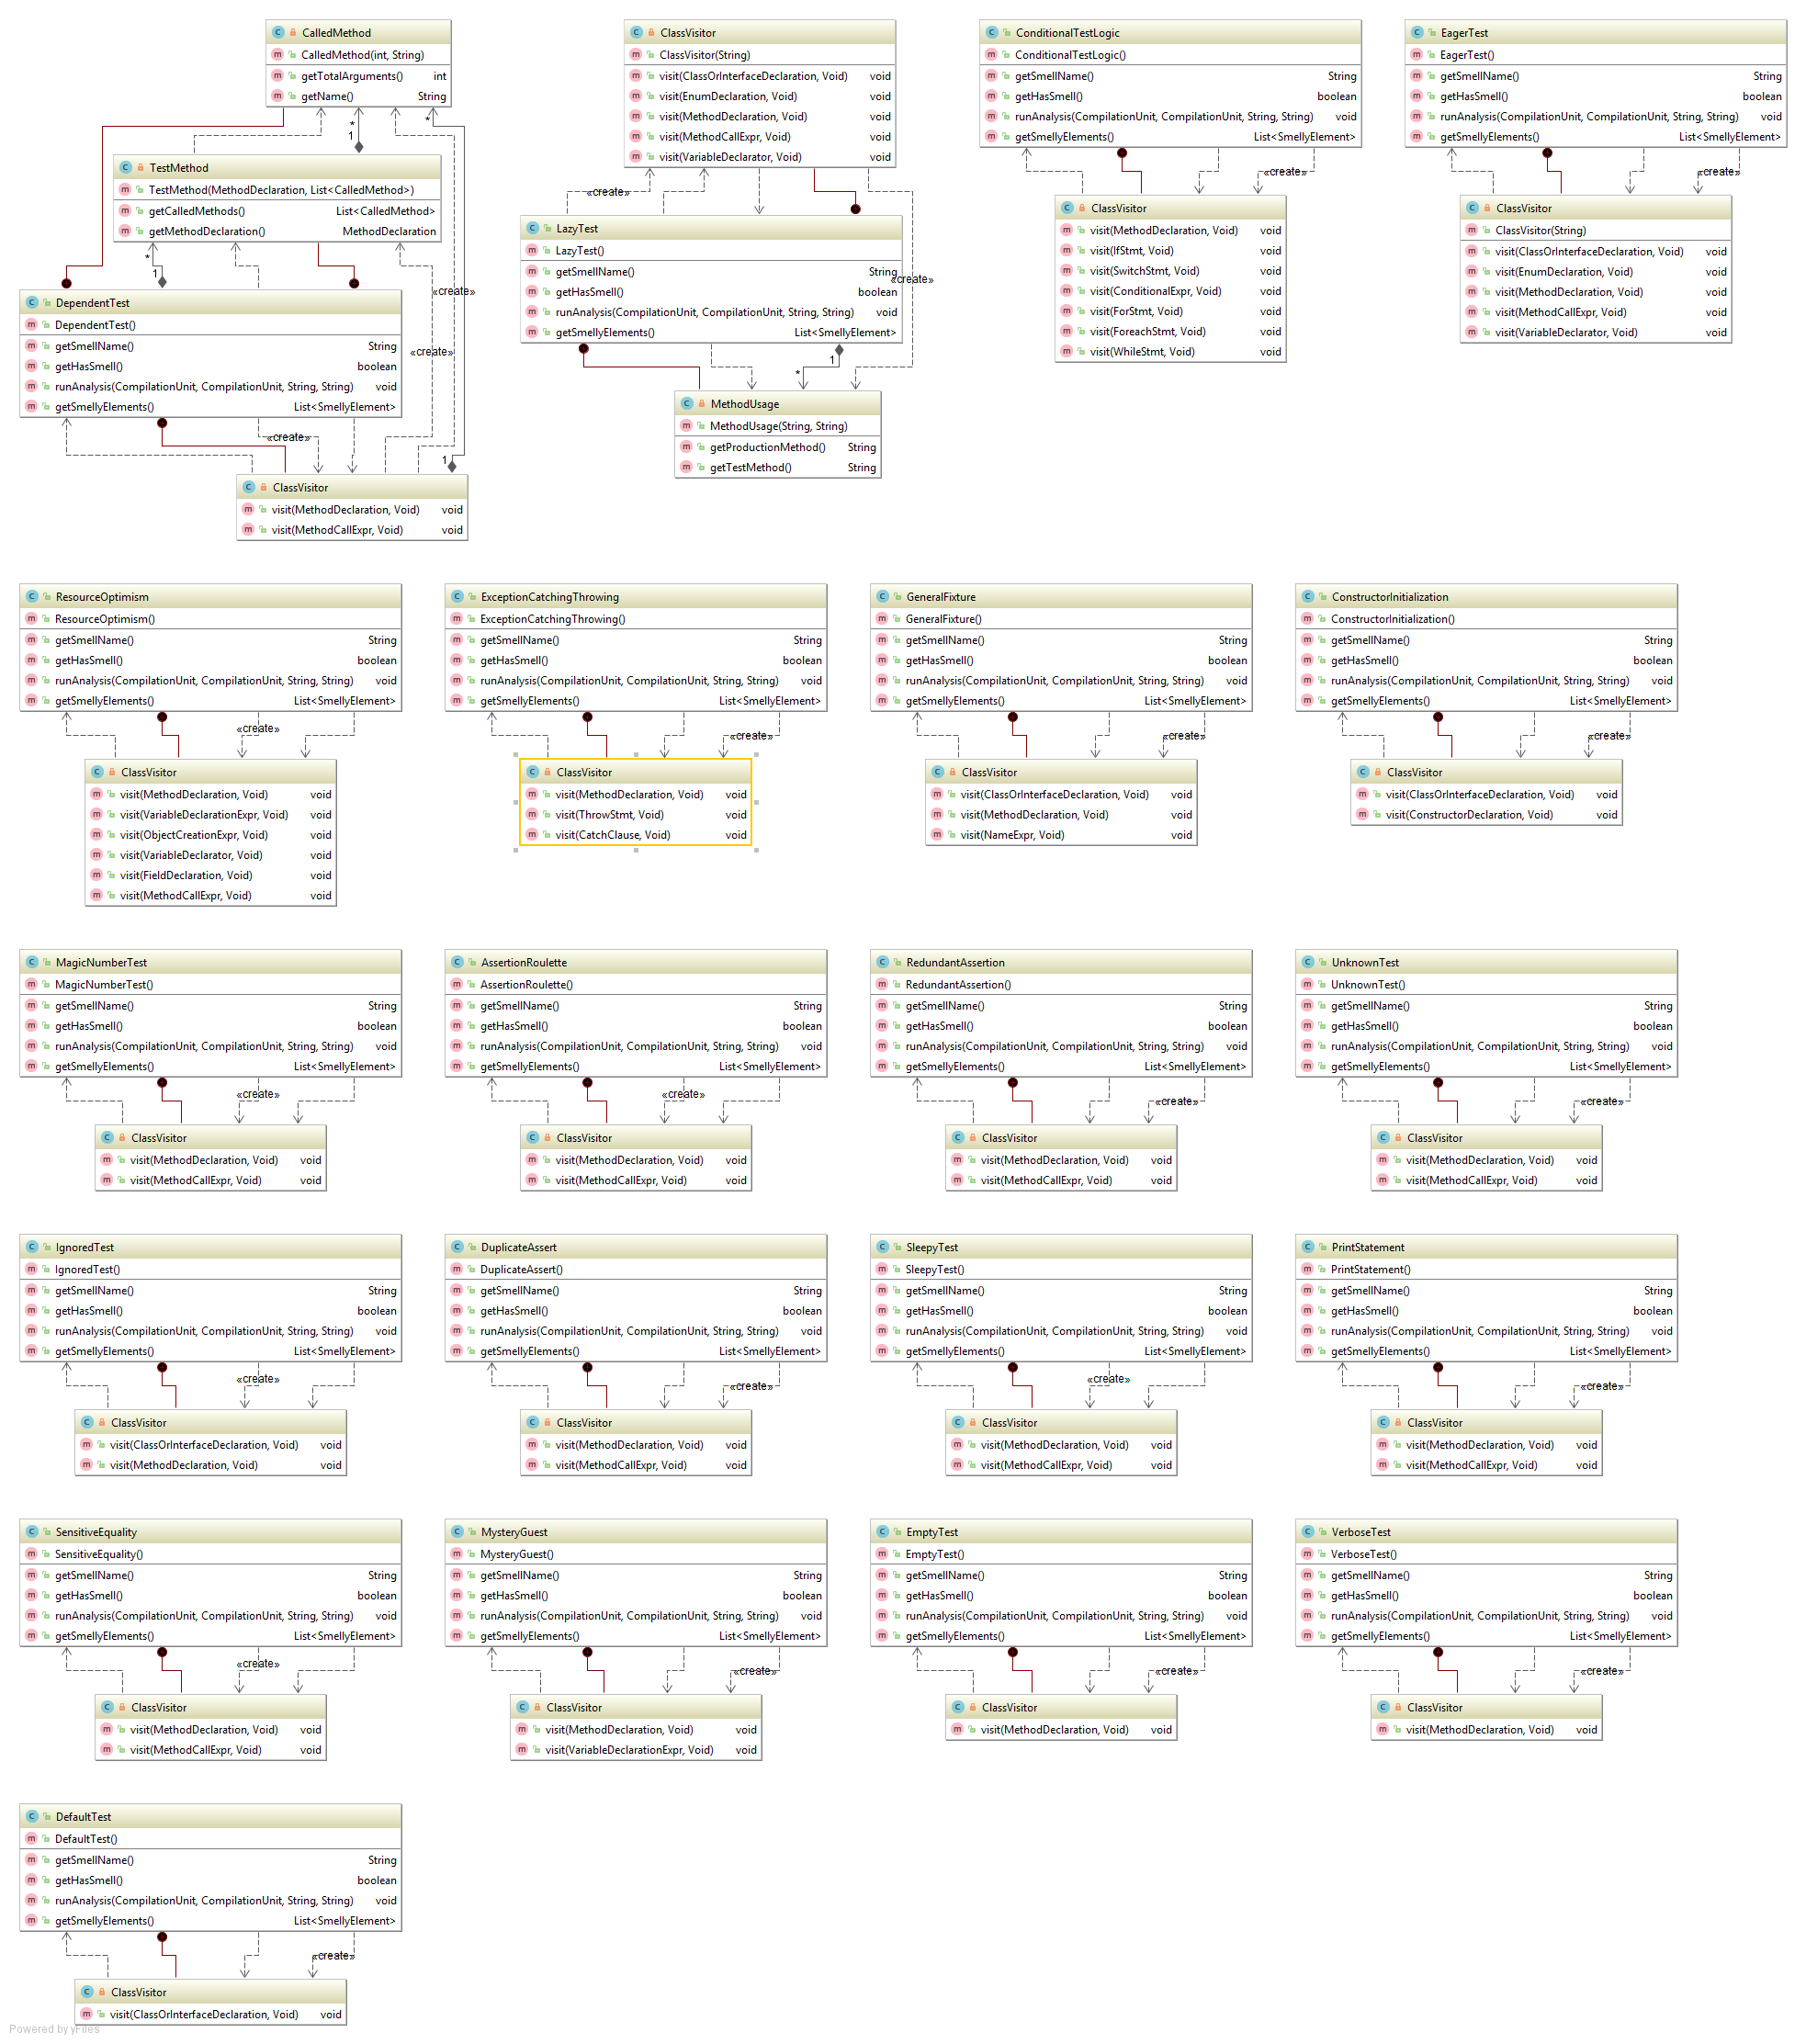 CalledMethod
CalledMethod(int, String)
getTotalArguments() int
getName() String
*
1
*
TestMethod
TestMethod(MethodDeclaration, List<CalledMethod>)
getCalledMethods() List<CalledMethod>
getMethodDeclaration() MethodDeclaration
*
1
«create»
«create»
DependentTest
DependentTest()
getSmellName() String
getHasSmell() boolean
runAnalysis(CompilationUnit, CompilationUnit, String, String) void
getSmellyElements() List<SmellyElement>
«create»
1
ClassVisitor
visit(MethodDeclaration, Void) void
visit(MethodCallExpr, Void) void
ClassVisitor
ClassVisitor(String)
visit(ClassOrInterfaceDeclaration, Void) void
visit(EnumDeclaration, Void) void
visit(MethodDeclaration, Void) void
visit(MethodCallExpr, Void) void
visit(VariableDeclarator, Void) void
«create»
LazyTest
LazyTest()
getSmellName() String
«create»
getHasSmell() boolean
runAnalysis(CompilationUnit, CompilationUnit, String, String) void
getSmellyElements() List<SmellyElement>
1
*
MethodUsage
MethodUsage(String, String)
getProductionMethod() String
getTestMethod() String
ConditionalTestLogic
ConditionalTestLogic()
getSmellName() String
getHasSmell() boolean
runAnalysis(CompilationUnit, CompilationUnit, String, String) void
getSmellyElements() List<SmellyElement>
«create»
ClassVisitor
visit(MethodDeclaration, Void) void
visit(IfStmt, Void) void
visit(SwitchStmt, Void) void
visit(ConditionalExpr, Void) void
visit(ForStmt, Void) void
visit(ForeachStmt, Void) void
visit(WhileStmt, Void) void
EagerTest
EagerTest()
getSmellName() String
getHasSmell() boolean
runAnalysis(CompilationUnit, CompilationUnit, String, String) void
getSmellyElements() List<SmellyElement>
«create»
ClassVisitor
ClassVisitor(String)
visit(ClassOrInterfaceDeclaration, Void) void
visit(EnumDeclaration, Void) void
visit(MethodDeclaration, Void) void
visit(MethodCallExpr, Void) void
visit(VariableDeclarator, Void) void
ResourceOptimism
ResourceOptimism()
getSmellName() String
getHasSmell() boolean
runAnalysis(CompilationUnit, CompilationUnit, String, String) void
getSmellyElements() List<SmellyElement>
«create»
ClassVisitor
visit(MethodDeclaration, Void) void
visit(VariableDeclarationExpr, Void) void
visit(ObjectCreationExpr, Void) void
visit(VariableDeclarator, Void) void
visit(FieldDeclaration, Void) void
visit(MethodCallExpr, Void) void
ExceptionCatchingThrowing
ExceptionCatchingThrowing()
getSmellName() String
getHasSmell() boolean
runAnalysis(CompilationUnit, CompilationUnit, String, String) void
getSmellyElements() List<SmellyElement>
«create»
ClassVisitor
visit(MethodDeclaration, Void) void
visit(ThrowStmt, Void) void
visit(CatchClause, Void) void
GeneralFixture
GeneralFixture()
getSmellName() String
getHasSmell() boolean
runAnalysis(CompilationUnit, CompilationUnit, String, String) void
getSmellyElements() List<SmellyElement>
«create»
ClassVisitor
visit(ClassOrInterfaceDeclaration, Void) void
visit(MethodDeclaration, Void) void
visit(NameExpr, Void) void
ConstructorInitialization
ConstructorInitialization()
getSmellName() String
getHasSmell() boolean
runAnalysis(CompilationUnit, CompilationUnit, String, String) void
getSmellyElements() List<SmellyElement>
«create»
ClassVisitor
visit(ClassOrInterfaceDeclaration, Void) void
visit(ConstructorDeclaration, Void) void
MagicNumberTest
MagicNumberTest()
getSmellName() String
getHasSmell() boolean
runAnalysis(CompilationUnit, CompilationUnit, String, String) void
getSmellyElements() List<SmellyElement>
«create»
ClassVisitor
visit(MethodDeclaration, Void) void
visit(MethodCallExpr, Void) void
AssertionRoulette
AssertionRoulette()
getSmellName() String
getHasSmell() boolean
runAnalysis(CompilationUnit, CompilationUnit, String, String) void
getSmellyElements() List<SmellyElement>
«create»
ClassVisitor
visit(MethodDeclaration, Void) void
visit(MethodCallExpr, Void) void
RedundantAssertion
RedundantAssertion()
getSmellName() String
getHasSmell() boolean
runAnalysis(CompilationUnit, CompilationUnit, String, String) void
getSmellyElements() List<SmellyElement>
«create»
ClassVisitor
visit(MethodDeclaration, Void) void
visit(MethodCallExpr, Void) void
UnknownTest
UnknownTest()
getSmellName() String
getHasSmell() boolean
runAnalysis(CompilationUnit, CompilationUnit, String, String) void
getSmellyElements() List<SmellyElement>
«create»
ClassVisitor
visit(MethodDeclaration, Void) void
visit(MethodCallExpr, Void) void
IgnoredTest
IgnoredTest()
getSmellName() String
getHasSmell() boolean
runAnalysis(CompilationUnit, CompilationUnit, String, String) void
getSmellyElements() List<SmellyElement>
«create»
ClassVisitor
visit(ClassOrInterfaceDeclaration, Void) void
visit(MethodDeclaration, Void) void
DuplicateAssert
DuplicateAssert()
getSmellName() String
getHasSmell() boolean
runAnalysis(CompilationUnit, CompilationUnit, String, String) void
getSmellyElements() List<SmellyElement>
«create»
ClassVisitor
visit(MethodDeclaration, Void) void
visit(MethodCallExpr, Void) void
SleepyTest
SleepyTest()
getSmellName() String
getHasSmell() boolean
runAnalysis(CompilationUnit, CompilationUnit, String, String) void
getSmellyElements() List<SmellyElement>
«create»
ClassVisitor
visit(MethodDeclaration, Void) void
visit(MethodCallExpr, Void) void
PrintStatement
PrintStatement()
getSmellName() String
getHasSmell() boolean
runAnalysis(CompilationUnit, CompilationUnit, String, String) void
getSmellyElements() List<SmellyElement>
«create»
ClassVisitor
visit(MethodDeclaration, Void) void
visit(MethodCallExpr, Void) void
SensitiveEquality
SensitiveEquality()
getSmellName() String
getHasSmell() boolean
runAnalysis(CompilationUnit, CompilationUnit, String, String) void
getSmellyElements() List<SmellyElement>
«create»
ClassVisitor
visit(MethodDeclaration, Void) void
visit(MethodCallExpr, Void) void
MysteryGuest
MysteryGuest()
getSmellName() String
getHasSmell() boolean
runAnalysis(CompilationUnit, CompilationUnit, String, String) void
getSmellyElements() List<SmellyElement>
«create»
ClassVisitor
visit(MethodDeclaration, Void) void
visit(VariableDeclarationExpr, Void) void
EmptyTest
EmptyTest()
getSmellName() String
getHasSmell() boolean
runAnalysis(CompilationUnit, CompilationUnit, String, String) void
getSmellyElements() List<SmellyElement>
«create»
ClassVisitor
visit(MethodDeclaration, Void) void
VerboseTest
VerboseTest()
getSmellName() String
getHasSmell() boolean
runAnalysis(CompilationUnit, CompilationUnit, String, String) void
getSmellyElements() List<SmellyElement>
«create»
ClassVisitor
visit(MethodDeclaration, Void) void
DefaultTest
DefaultTest()
getSmellName() String
getHasSmell() boolean
runAnalysis(CompilationUnit, CompilationUnit, String, String) void
getSmellyElements() List<SmellyElement>
«create»
ClassVisitor
visit(ClassOrInterfaceDeclaration, Void) void
Powered by yFiles